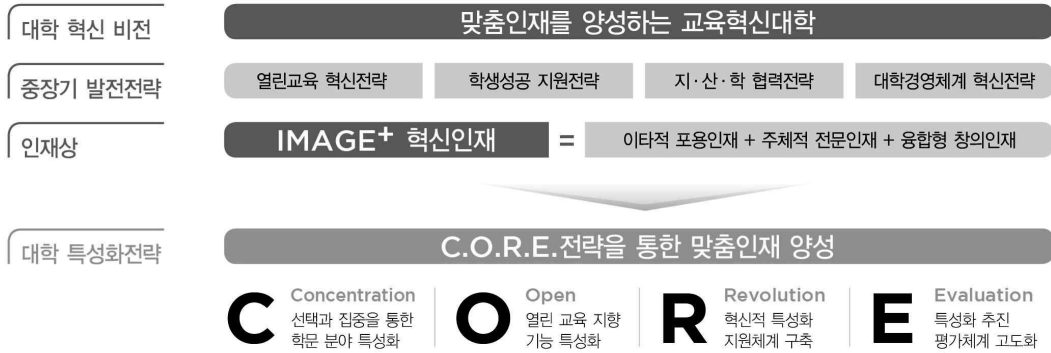 대학 혁신 비전
맞춤인재를 양성하는 교육혁신대학
중장기 발전전략
열린교육 혁신전략
학생성공 지원전략
지·산·학 협력전략
대학경영체계 혁신전략
인재상
IMAGE+ 혁신인재
=
이타적 포용인재 + 주체적 전문인재 + 융합형 창의인재
대학 특성화전략
C.O.R.E.전략을 통한 맞춤인재 양성
C
Concentration
선택과 집중을 통한
학문 분야 특성화
O
Open
열린 교육 지향
기능 특성화
R
Revolution
혁신적 특성화
지원체계 구축
E
Evaluation
특성화 추진
평가체계 고도화